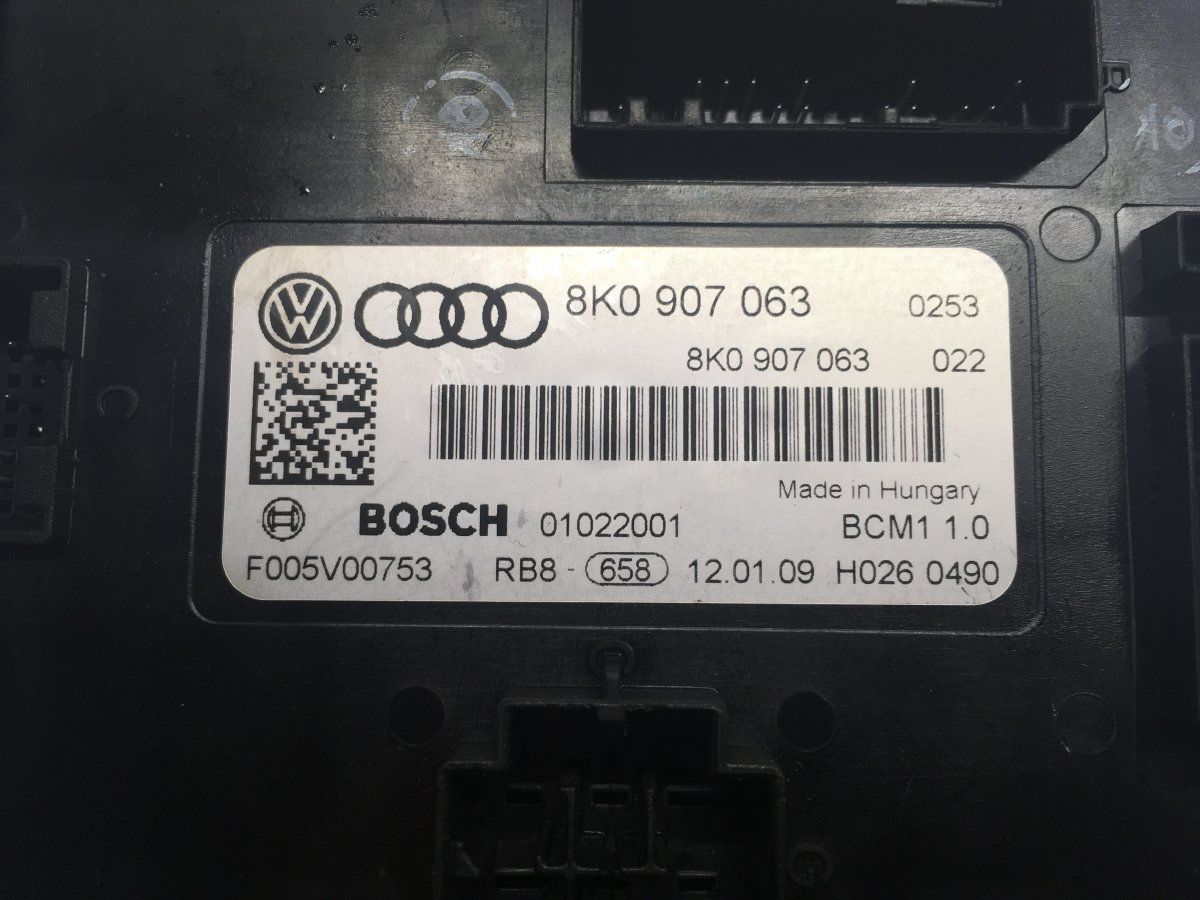 8K0 907 063 0253
8K0 907 063 022
Made in Hungary
BOSCH 01022001 BCM1 1.0
F005V00753 RB8 - 658 12.01.09 H026 0490
C
G